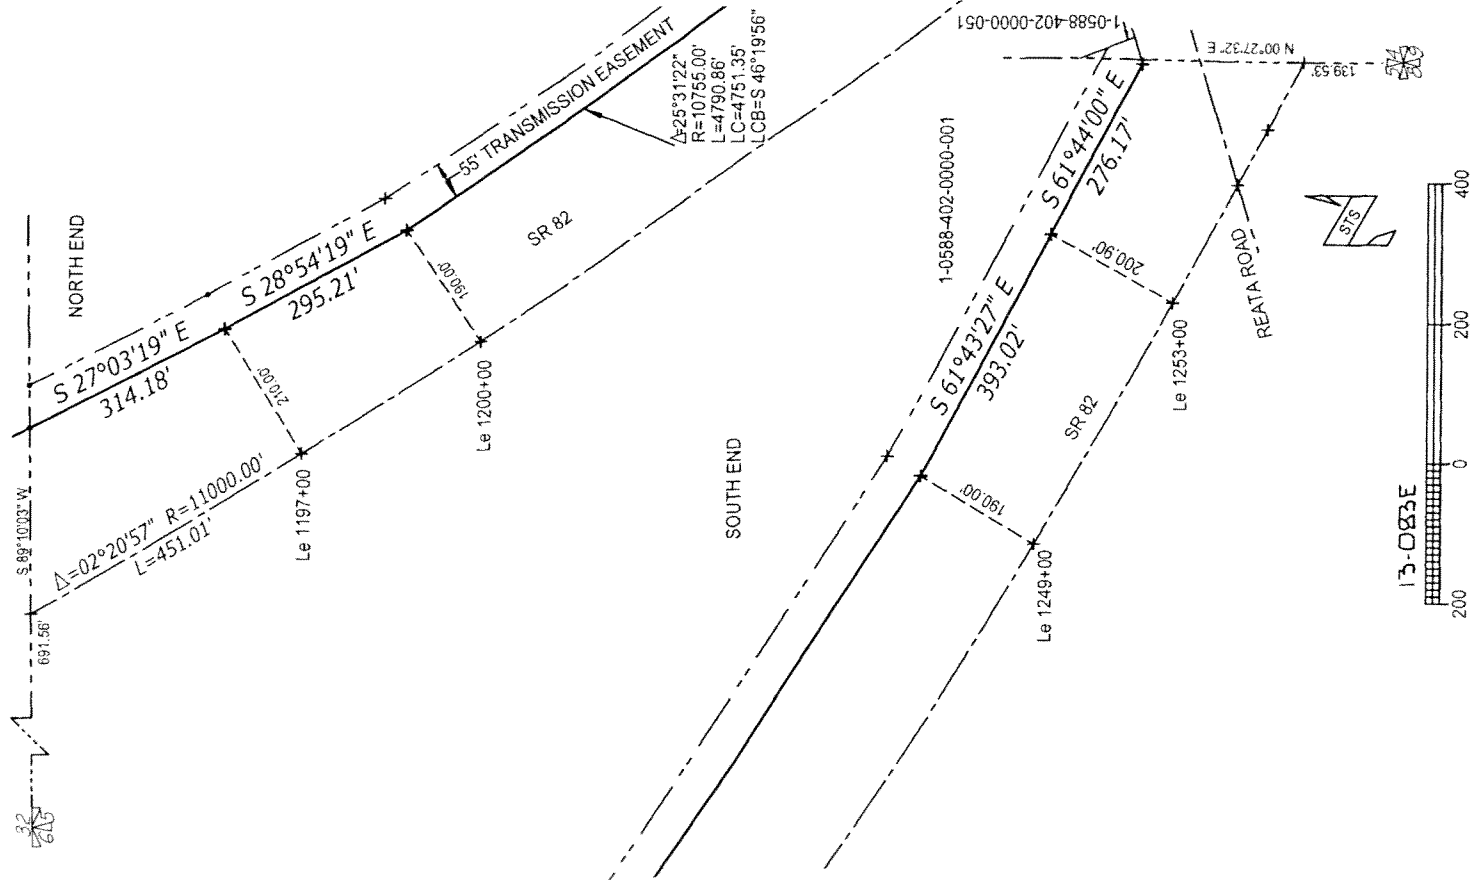 1-0588-402-0000-051
Δ=25°31'22"
R=10755.00'
L=4790.86'
LC=4751.35'
LCB=S 46°19'56"
55' TRANSMISSION EASEMENT
N 00°27'32" E
139.53'
NORTH END
S 28°54'19" E
295.21'
S 27°03'19" E
314.18'
SR 82
190.00'
210.00'
Le 1200+00
Le 1197+00
Δ=02°20'57" R=11000.00'
L=451.01'
S 89°10'03" W
691.56'
32
6 5
1-0588-402-0000-001
S 61°44'00" E
276.17'
S 61°43'27" E
393.02'
200.90'
190.00'
SOUTH END
SR 82
Le 1253+00
Le 1249+00
REATA ROAD
STS
13-083E
200
0
200
400